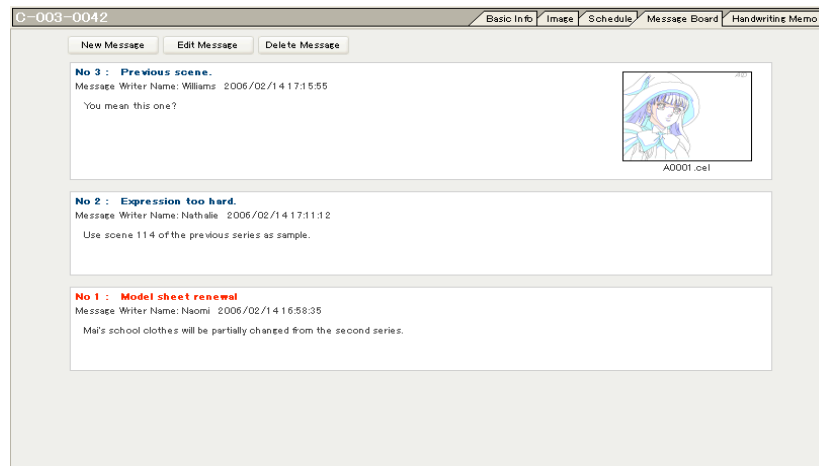 C-003-0042
Basic Info Image Schedule Message Board Handwriting Memo
New Message Edit Message Delete Message
No 3 : Previous scene.
Message Writer Name: Williams 2006/02/14 17:15:55
You mean this one?
A0001.cel
No 2 : Expression too hard.
Message Writer Name: Nathalie 2006/02/14 17:11:12
Use scene 114 of the previous series as sample.
No 1 : Model sheet renewal
Message Writer Name: Naomi 2006/02/14 16:58:35
Mai's school clothes will be partially changed from the second series.